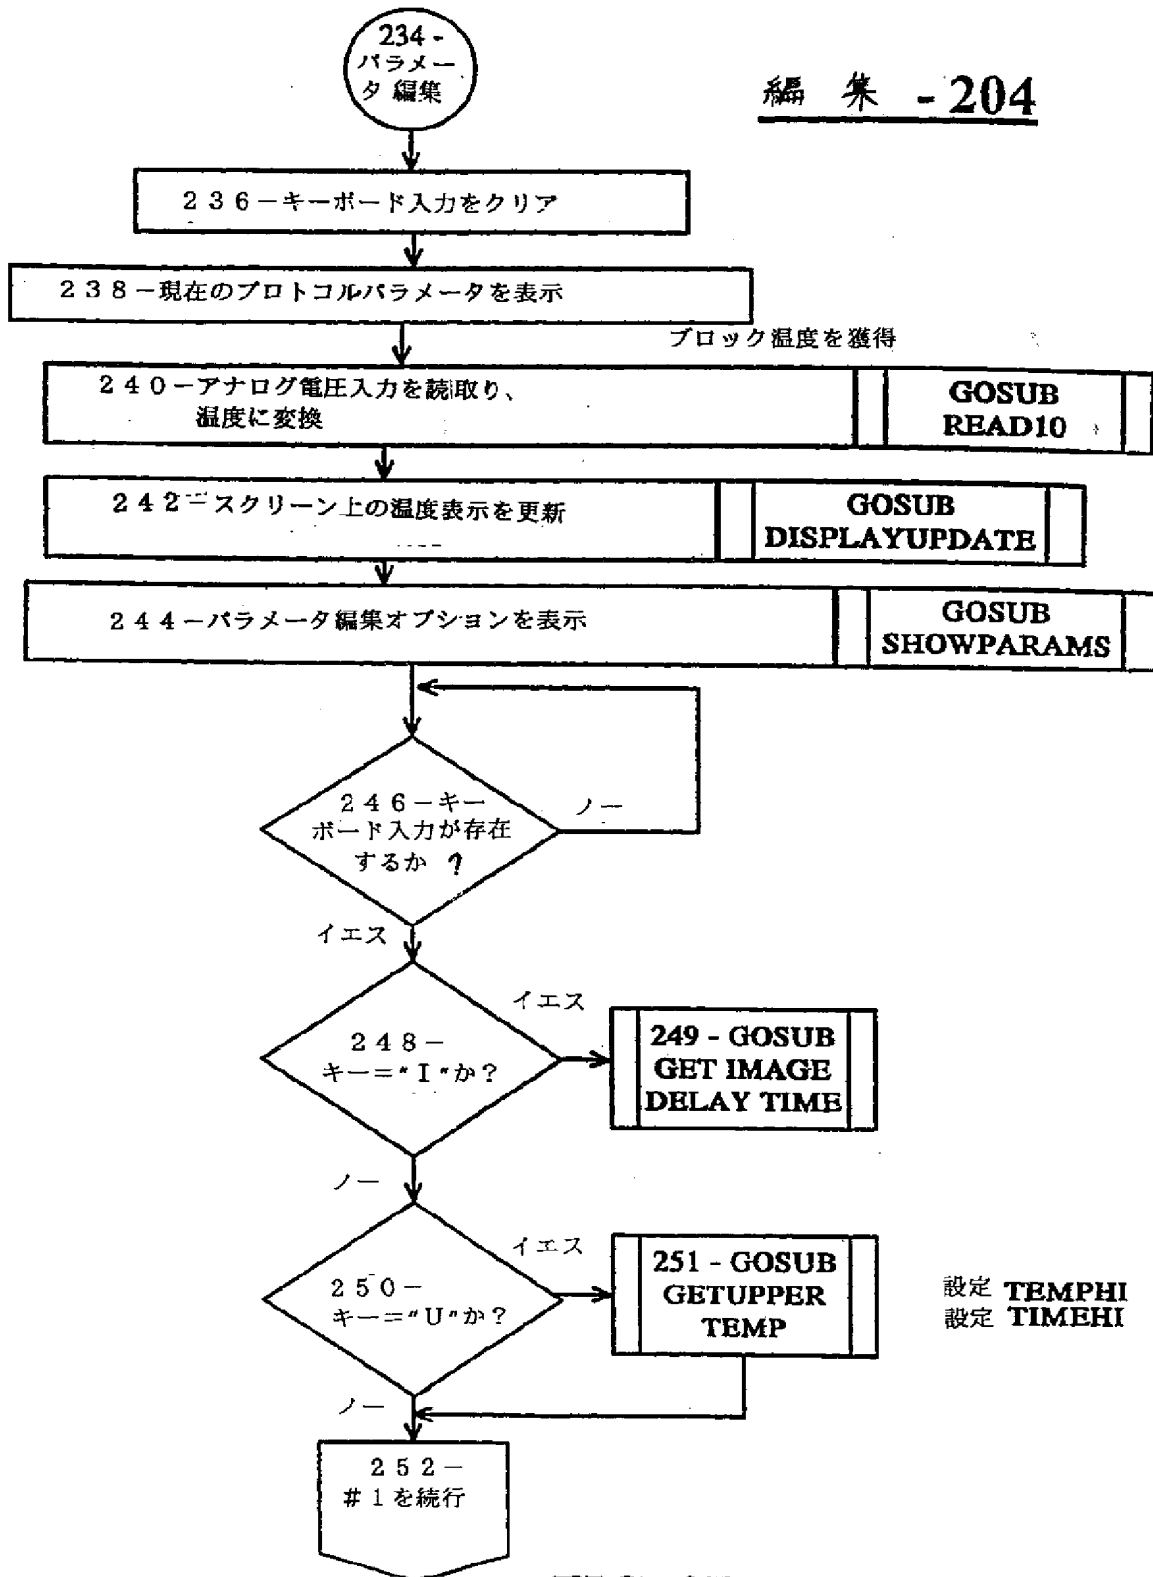 234 -
パラメー
タ 編集
編 集 - 204
236－キーボード入力をクリア
238－現在のプロトコルパラメータを表示
ブロック温度を獲得
240－アナログ電圧入力を読取り、
温度に変換
GOSUB
READ10
242－スクリーン上の温度表示を更新
GOSUB
DISPLAYUPDATE
244－パラメータ編集オプションを表示
GOSUB
SHOWPARAMS
246－キー
ボード入力が存在
するか ?
ノー
イエス
248－
キー="I"か?
イエス
249 - GOSUB
GET IMAGE
DELAY TIME
ノー
250－
キー="U"か?
イエス
251 - GOSUB
GETUPPER
TEMP
設定 TEMPHI
設定 TIMEHI
ノー
252－
#1を続行